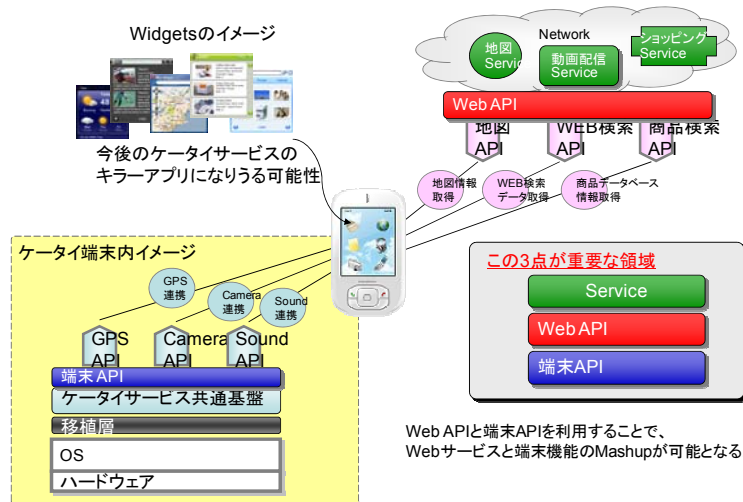 Widgetsのイメージ
今後のケータイサービスの
キラーアプリになりうる可能性
Network
地図
Service
動画配信
Service
ショッピング
Service
Web API
地図
API
WEB検索
API
商品検索
API
地図情報
取得
WEB検索
データ取得
商品データベース
情報取得
ケータイ端末内イメージ
GPS
連携
Camera
連携
Sound
連携
GPS
API
Camera
API
Sound
API
端末API
ケータイサービス共通基盤
移植層
OS
ハードウェア
この3点が重要な領域
Service
Web API
端末API
Web APIと端末APIを利用することで、
Webサービスと端末機能のMashupが可能となる